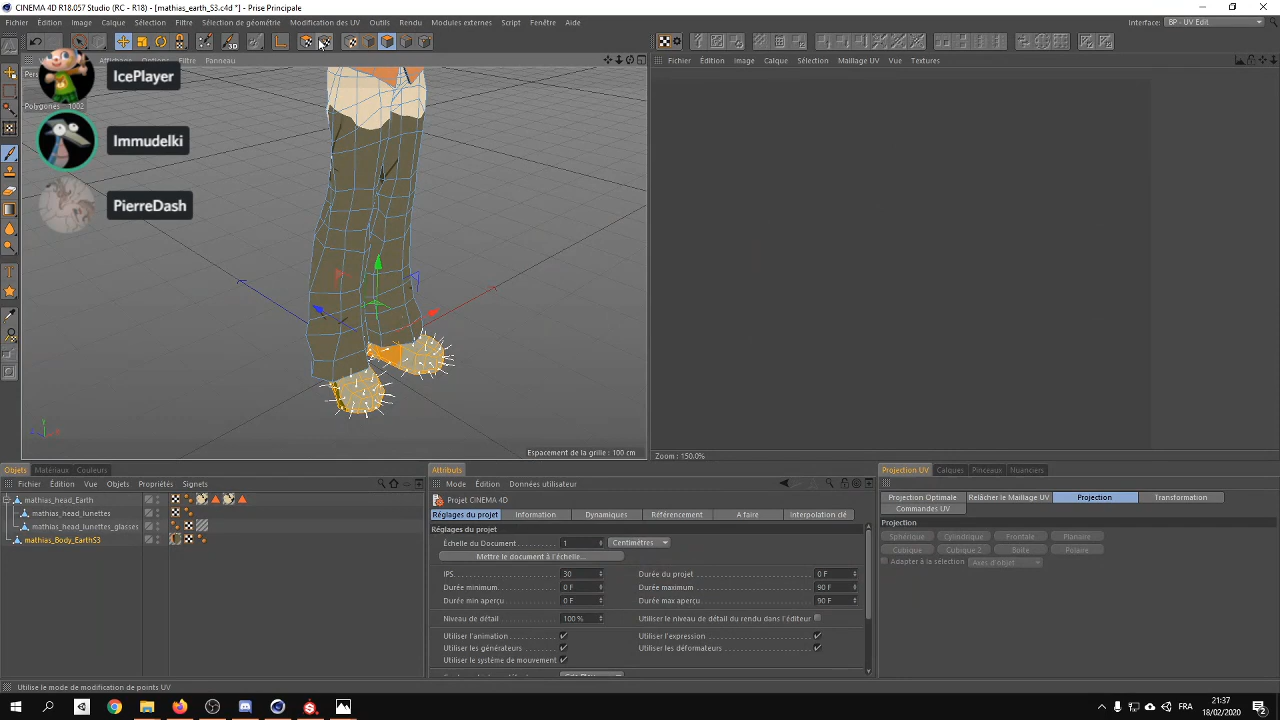 CINEMA 4D R18.057 Studio (RC - R18) - [mathias_earth_S3.c4d *] - Prise Principale
Fichier Édition Image Calque Sélection Filtre Sélection de géométrie Modification des UV Outils Rendu Modules externes Script Fenêtre Aide
Interface: BP - UV Edit
Affichage Filtre Panneau
Fichier Édition Image Calque Sélection Maillage UV Vue Textures
IcePlayer
Polygones 1002
Immudelki
PierreDash
Espacement de la grille : 100 cm
Zoom : 150.0%
Objets Matériaux Couleurs
Fichier Édition Vue Objets Propriétés Signets
mathias_head_Earth
mathias_head_lunettes
mathias_head_lunettes_glasses
mathias_Body_EarthS3
Attributs
Mode Édition Données utilisateur
Projet CINEMA 4D
Réglages du projet Information Dynamiques Référencement A faire Interpolation clé
Réglages du projet
Échelle du Document 1 Centimètres
Mettre le document à l'échelle...
IPS 30 Durée du projet 0 F
Durée minimum 0 F Durée maximum 90 F
Durée min aperçu 0 F Durée max aperçu 90 F
Niveau de détail 100 % Utiliser le niveau de détail du rendu dans l'éditeur
Utiliser l'animation Utiliser l'expression
Utiliser les générateurs Utiliser les déformateurs
Utiliser le système de mouvement
Projection UV Calques Pinceaux Nuanciers
Projection Optimale Relâcher le Maillage UV Projection Transformation
Commandes UV
Projection
Sphérique Cylindrique Frontale Planaire
Cubique Cubique 2 Boîte Polaire
Adapter à la sélection Axes d'objet
Utilise le mode de modification de points UV
FRA
21:37
18/02/2020